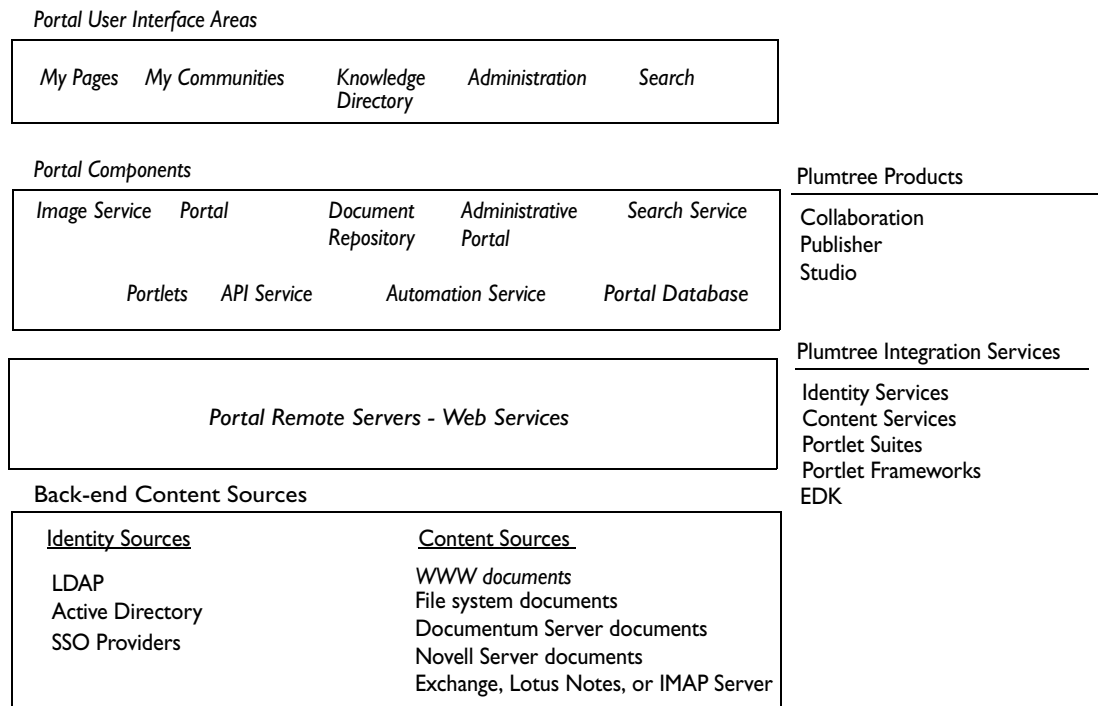 Portal User Interface Areas
My Pages My Communities Knowledge Directory Administration Search
Portal Components
Image Service Portal Document Repository Administrative Portal Search Service
Portlets API Service Automation Service Portal Database
Portal Remote Servers - Web Services
Back-end Content Sources
Identity Sources
LDAP
Active Directory
SSO Providers
Content Sources
WWW documents
File system documents
Documentum Server documents
Novell Server documents
Exchange, Lotus Notes, or IMAP Server
Plumtree Products
Collaboration
Publisher
Studio
Plumtree Integration Services
Identity Services
Content Services
Portlet Suites
Portlet Frameworks
EDK